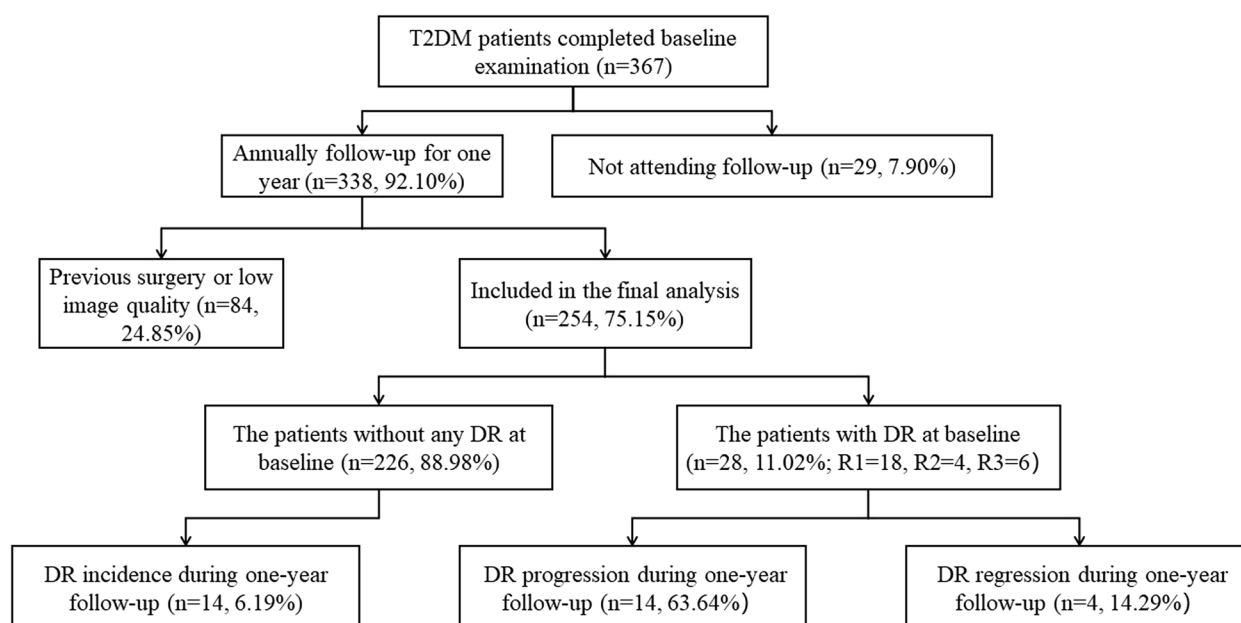 T2DM patients completed baseline
examination (n=367)
Annually follow-up for one
year (n=338, 92.10%)
Not attending follow-up (n=29, 7.90%)
Previous surgery or low
image quality (n=84,
24.85%)
Included in the final analysis
(n=254, 75.15%)
The patients without any DR at
baseline (n=226, 88.98%)
The patients with DR at baseline
(n=28, 11.02%; R1=18, R2=4, R3=6)
DR incidence during one-year
follow-up (n=14, 6.19%)
DR progression during one-year
follow-up (n=14, 63.64%)
DR regression during one-year
follow-up (n=4, 14.29%)